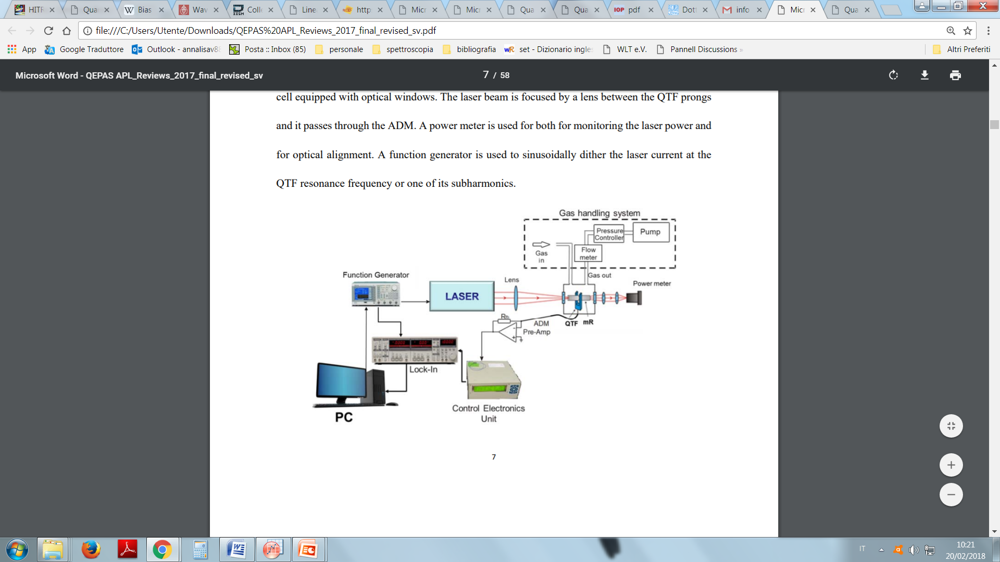 HITF
Qua
Bias
Wav
Colle
Line
http
Micr
Micr
Qua
Qua
IOP pdf
Dott
info
Micr
Qua
file:///C:/Users/Utente/Downloads/QEPAS%20APL_Reviews_2017_final_revised_sv.pdf
App
Google Traduttore
Outlook - annalisav88
Posta :: Inbox (85)
personale
spettroscopia
bibliografia
set - Dizionario ingles
WLT e.V.
Pannell Discussions
Altri Preferiti
Microsoft Word - QEPAS APL_Reviews_2017_final_revised_sv
7 / 58
cell equipped with optical windows. The laser beam is focused by a lens between the QTF prongs
and it passes through the ADM. A power meter is used for both for monitoring the laser power and
for optical alignment. A function generator is used to sinusoidally dither the laser current at the
QTF resonance frequency or one of its subharmonics.
Gas handling system
Pressure
Controller
Pump
Gas
in
Flow
meter
Gas out
Function Generator
LASER
Lens
Power meter
Rfb
ADM
QTF mR
Pre-Amp
Lock-In
PC
Control Electronics
Unit
7
IT
10:21
20/02/2018